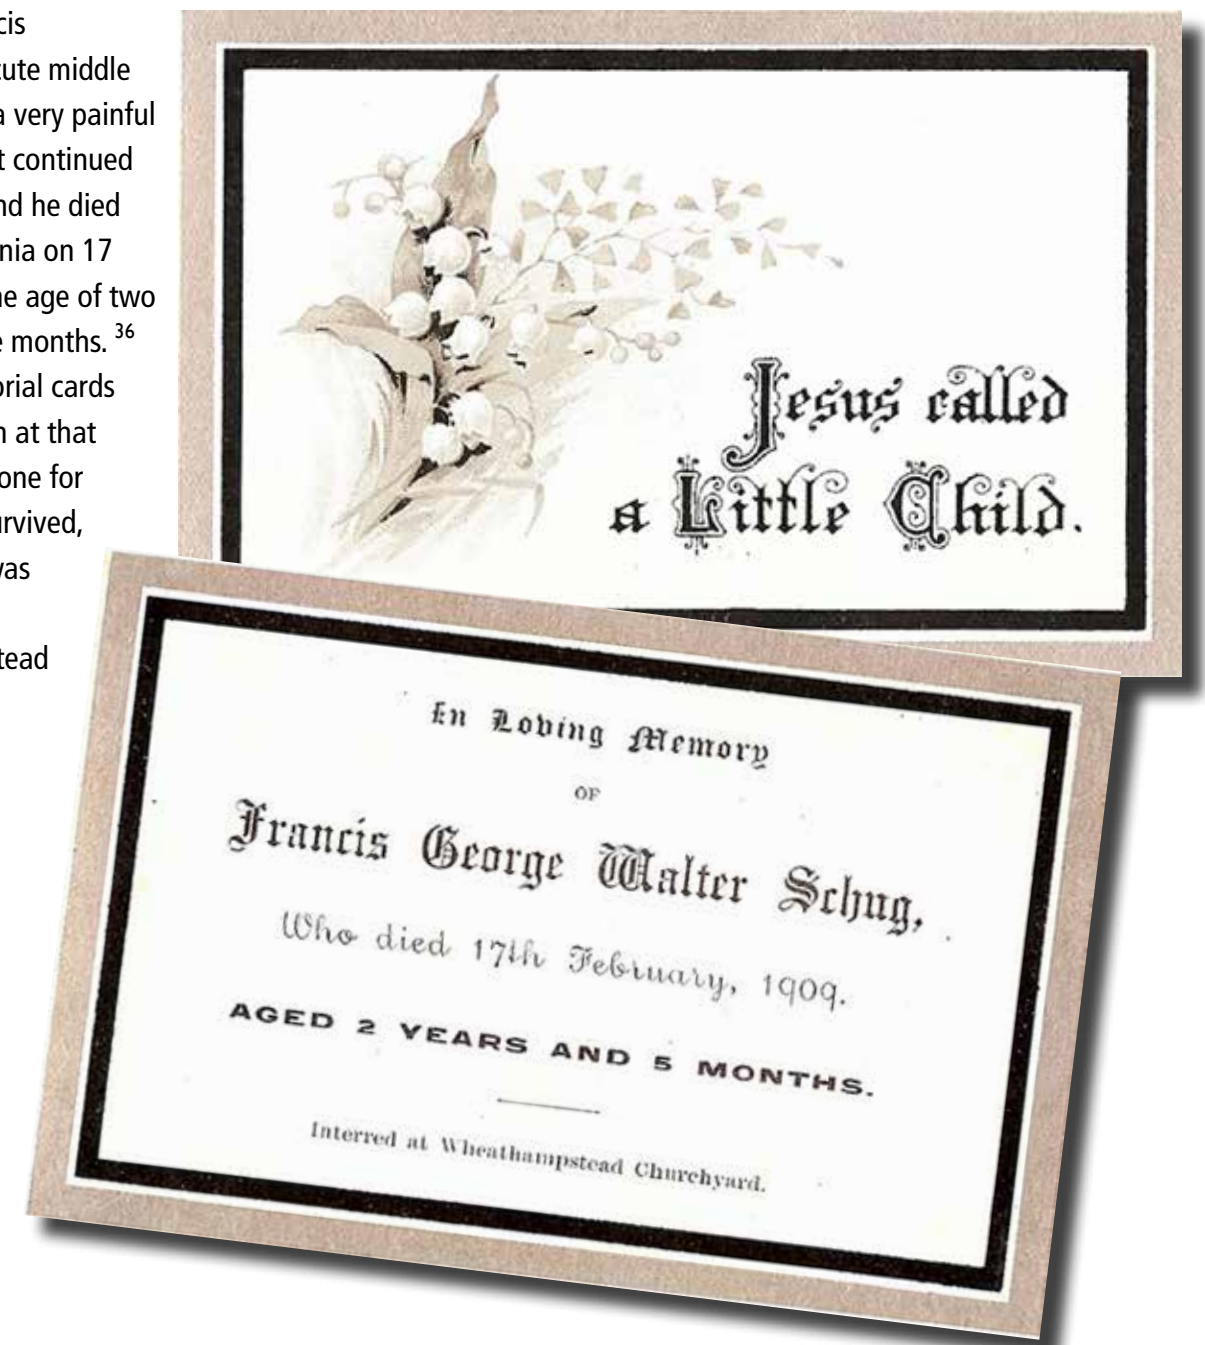 cis
cute middle
a very painful
t continued
nd he died
nia on 17
he age of two
e months. 36
orial cards
n at that
one for
urvived,
was
tead
Jesus called
a Little Child.
In Loving Memory
OF
Francis George Walter Schug,
Who died 17th February, 1909.
AGED 2 YEARS AND 5 MONTHS.
Interred at Wheathampstead Churchyard.